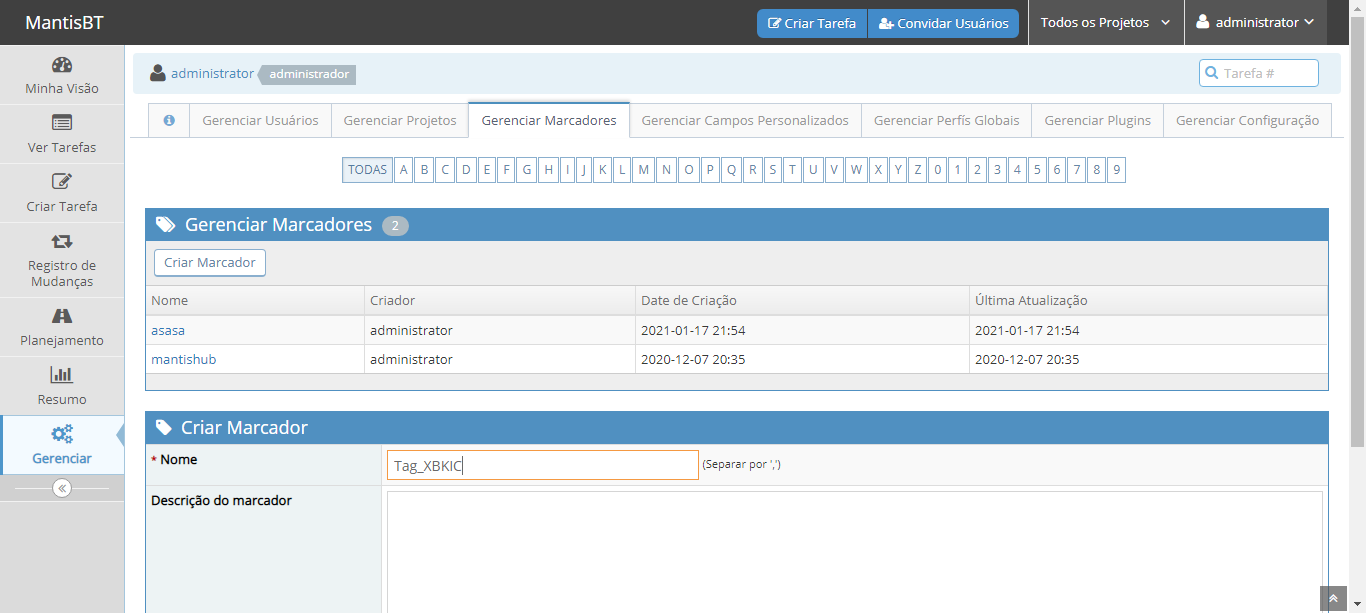 MantisBT
Criar Tarefa
Convidar Usuários
Todos os Projetos
administrator
Minha Visão
Ver Tarefas
Criar Tarefa
Registro de
Mudanças
Planejamento
Resumo
Gerenciar
administrator administrador
Tarefa #
Gerenciar Usuários
Gerenciar Projetos
Gerenciar Marcadores
Gerenciar Campos Personalizados
Gerenciar Perfís Globais
Gerenciar Plugins
Gerenciar Configuração
TODAS A B C D E F G H I J K L M N O P Q R S T U V W X Y Z 0 1 2 3 4 5 6 7 8 9
Gerenciar Marcadores 2
Criar Marcador
Nome Criador Date de Criação Última Atualização
asasa administrator 2021-01-17 21:54 2021-01-17 21:54
mantishub administrator 2020-12-07 20:35 2020-12-07 20:35
Criar Marcador
* Nome Tag_XBKIC (Separar por ',')
Descrição do marcador